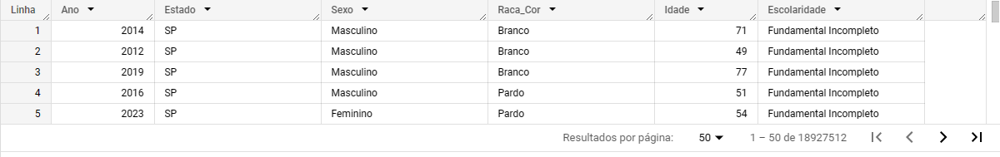 Linha Ano Estado Sexo Raca_Cor Idade Escolaridade
1 2014 SP Masculino Branco 71 Fundamental Incompleto
2 2012 SP Masculino Branco 49 Fundamental Incompleto
3 2019 SP Masculino Branco 77 Fundamental Incompleto
4 2016 SP Masculino Pardo 51 Fundamental Incompleto
5 2023 SP Feminino Pardo 54 Fundamental Incompleto
Resultados por página: 50 1 – 50 de 18927512